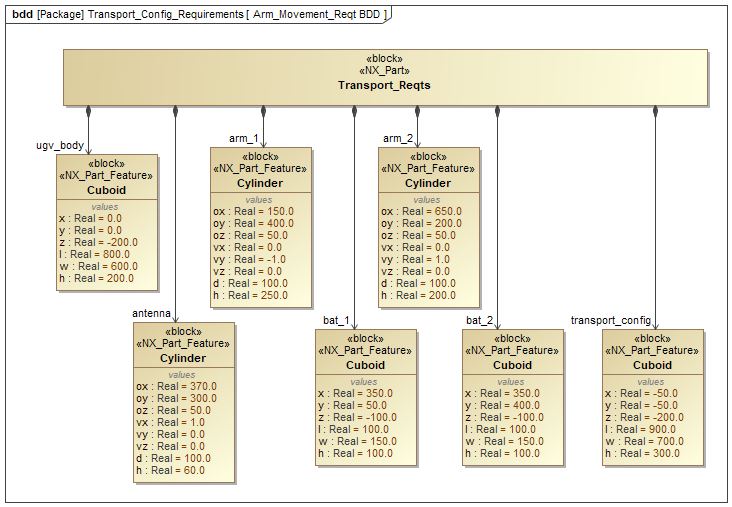 bdd [Package] Transport_Config_Requirements [ Arm_Movement_Reqt BDD ]
«block»
«NX_Part»
Transport_Reqts
ugv_body
«block»
«NX_Part_Feature»
Cuboid
values
x : Real = 0.0
y : Real = 0.0
z : Real = -200.0
l : Real = 800.0
w : Real = 600.0
h : Real = 200.0
arm_1
«block»
«NX_Part_Feature»
Cylinder
values
ox : Real = 150.0
oy : Real = 400.0
oz : Real = 50.0
vx : Real = 0.0
vy : Real = -1.0
vz : Real = 0.0
d : Real = 100.0
h : Real = 250.0
arm_2
«block»
«NX_Part_Feature»
Cylinder
values
ox : Real = 650.0
oy : Real = 200.0
oz : Real = 50.0
vx : Real = 0.0
vy : Real = 1.0
vz : Real = 0.0
d : Real = 100.0
h : Real = 200.0
antenna
«block»
«NX_Part_Feature»
Cylinder
values
ox : Real = 370.0
oy : Real = 300.0
oz : Real = 50.0
vx : Real = 1.0
vy : Real = 0.0
vz : Real = 0.0
d : Real = 100.0
h : Real = 60.0
bat_1
«block»
«NX_Part_Feature»
Cuboid
values
x : Real = 350.0
y : Real = 50.0
z : Real = -100.0
l : Real = 100.0
w : Real = 150.0
h : Real = 100.0
bat_2
«block»
«NX_Part_Feature»
Cuboid
values
x : Real = 350.0
y : Real = 400.0
z : Real = -100.0
l : Real = 100.0
w : Real = 150.0
h : Real = 100.0
transport_config
«block»
«NX_Part_Feature»
Cuboid
values
x : Real = -50.0
y : Real = -50.0
z : Real = -200.0
l : Real = 900.0
w : Real = 700.0
h : Real = 300.0